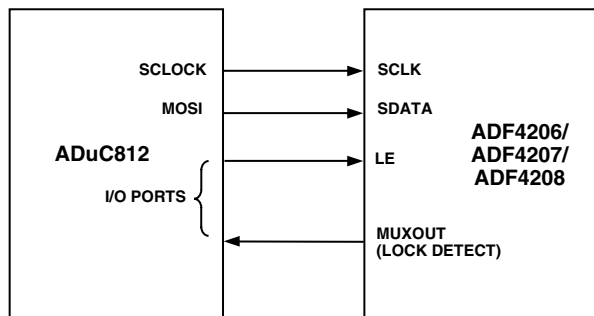 SCLOCK
SCLK
MOSI
SDATA
ADuC812
ADF4206/
ADF4207/
ADF4208
LE
I/O PORTS
MUXOUT
(LOCK DETECT)